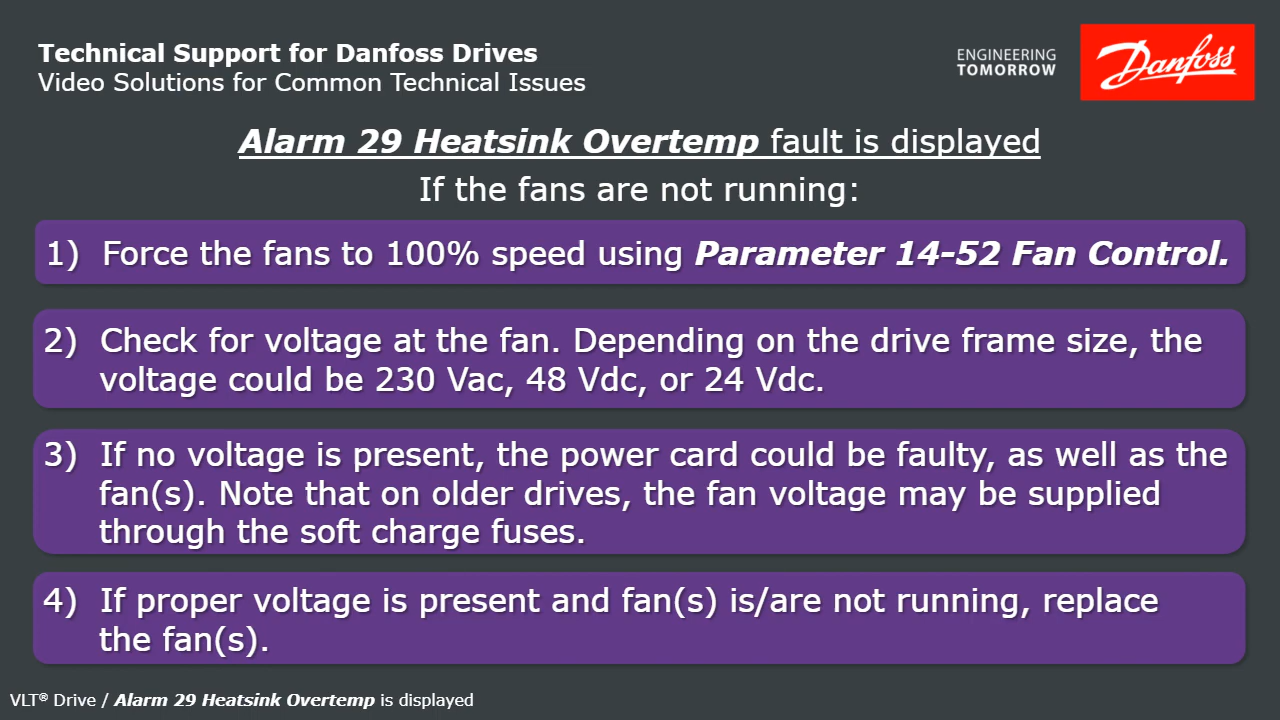 Technical Support for Danfoss Drives
Video Solutions for Common Technical Issues
ENGINEERING
TOMORROW
Danfoss
Alarm 29 Heatsink Overtemp fault is displayed
If the fans are not running:
1) Force the fans to 100% speed using Parameter 14-52 Fan Control.
2) Check for voltage at the fan. Depending on the drive frame size, the
voltage could be 230 Vac, 48 Vdc, or 24 Vdc.
3) If no voltage is present, the power card could be faulty, as well as the
fan(s). Note that on older drives, the fan voltage may be supplied
through the soft charge fuses.
4) If proper voltage is present and fan(s) is/are not running, replace
the fan(s).
VLT® Drive / Alarm 29 Heatsink Overtemp is displayed